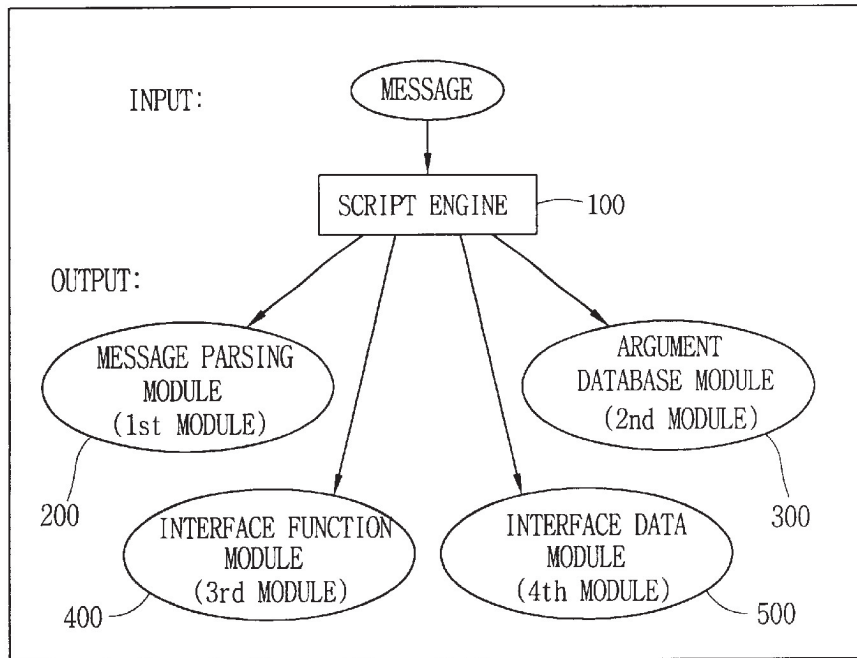 INPUT:
MESSAGE
SCRIPT ENGINE
100
OUTPUT:
MESSAGE PARSING
MODULE
(1st MODULE)
200
ARGUMENT
DATABASE MODULE
(2nd MODULE)
300
INTERFACE FUNCTION
MODULE
(3rd MODULE)
400
INTERFACE DATA
MODULE
(4th MODULE)
500